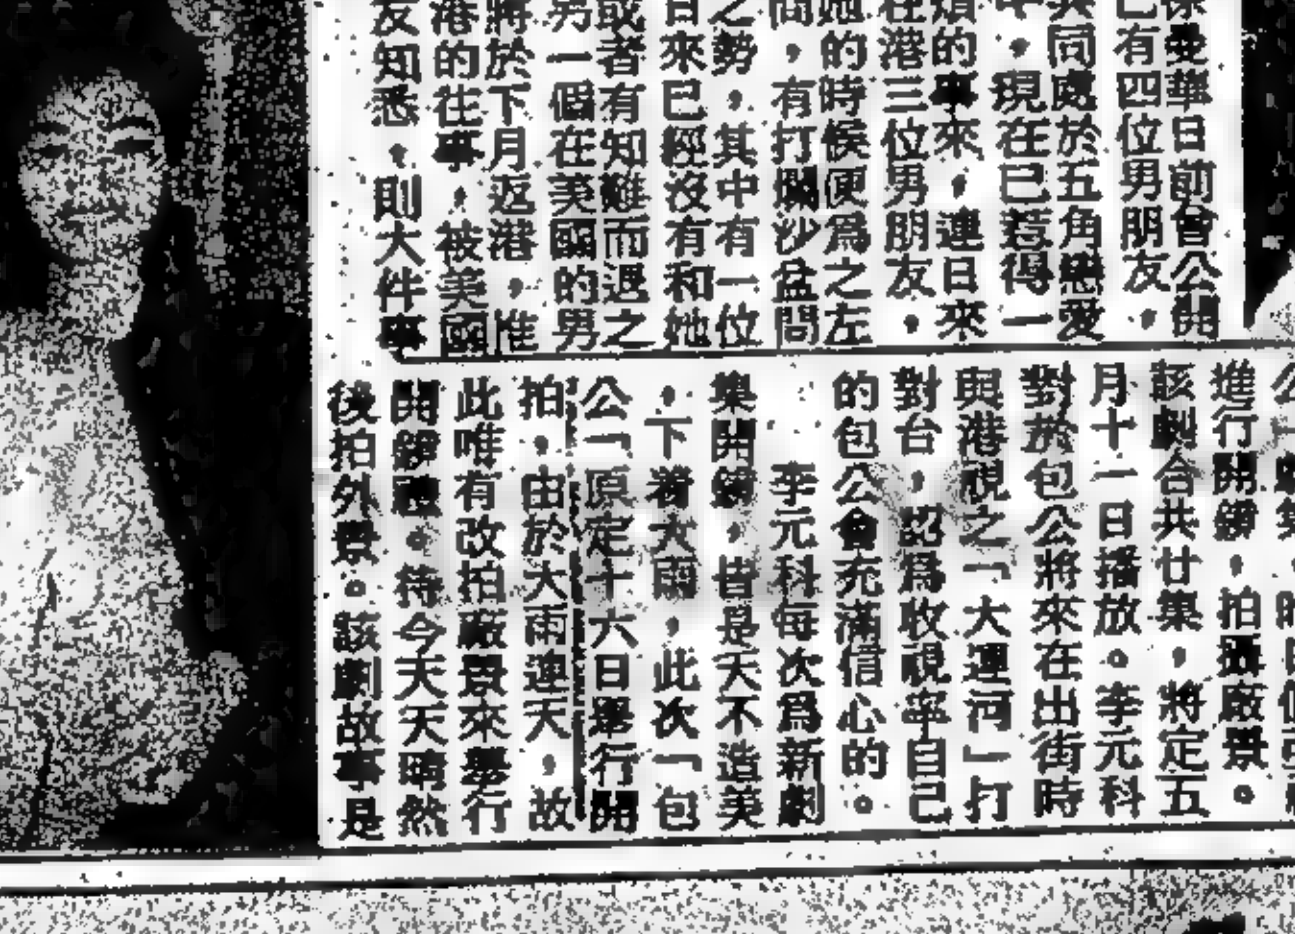 日前曾公開
已有四位男朋友，
共同處於五角戀愛
中，現在已惹得一
煩的事來，連日來
在港三位男朋友，
她的時候便為之左
問，有打爛沙盆問
之勢，其中有一位
日來已經沒有和她
或者有知難而退之
另一個在美國的男
將於下月返港，惟
港的往事，被美國
友知悉，則大件事
進行開鏡，拍攝廠景。
該劇合共廿集，將定五
月十一日播放。李元科
對於包公將來在出街時
與港視之「大運河」打
對台，認為收視率自己
的包公會充滿信心的。
李元科每次為新劇
集開鏡，皆是天不造美
，下着大雨，此次「包
公「原定十六日舉行開
拍，由於大雨連天，故
此唯有改拍廠景來舉行
開鏡禮。待今天天晴然
後拍外景。該劇故事是